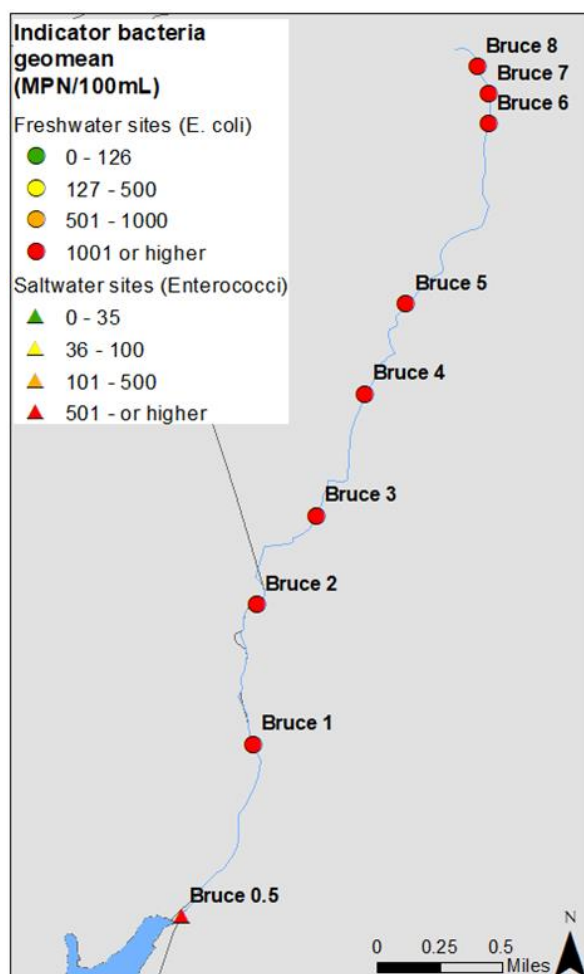 Indicator bacteria
geomean
(MPN/100mL)
Freshwater sites (E. coli)
0 - 126
127 - 500
501 - 1000
1001 or higher
Saltwater sites (Enterococci)
0 - 35
36 - 100
101 - 500
501 - or higher
Bruce 8
Bruce 7
Bruce 6
Bruce 5
Bruce 4
Bruce 3
Bruce 2
Bruce 1
Bruce 0.5
N
0 0.25 0.5
Miles